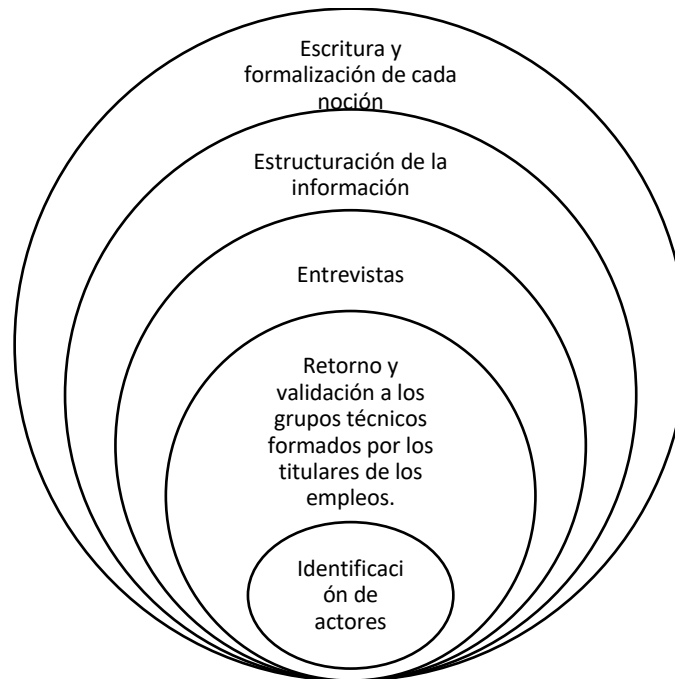 Escritura y
formalización de cada
noción
Estructuración de la
información
Entrevistas
Retorno y
validación a los
grupos técnicos
formados por los
titulares de los
empleos.
Identificaci
ón de
actores